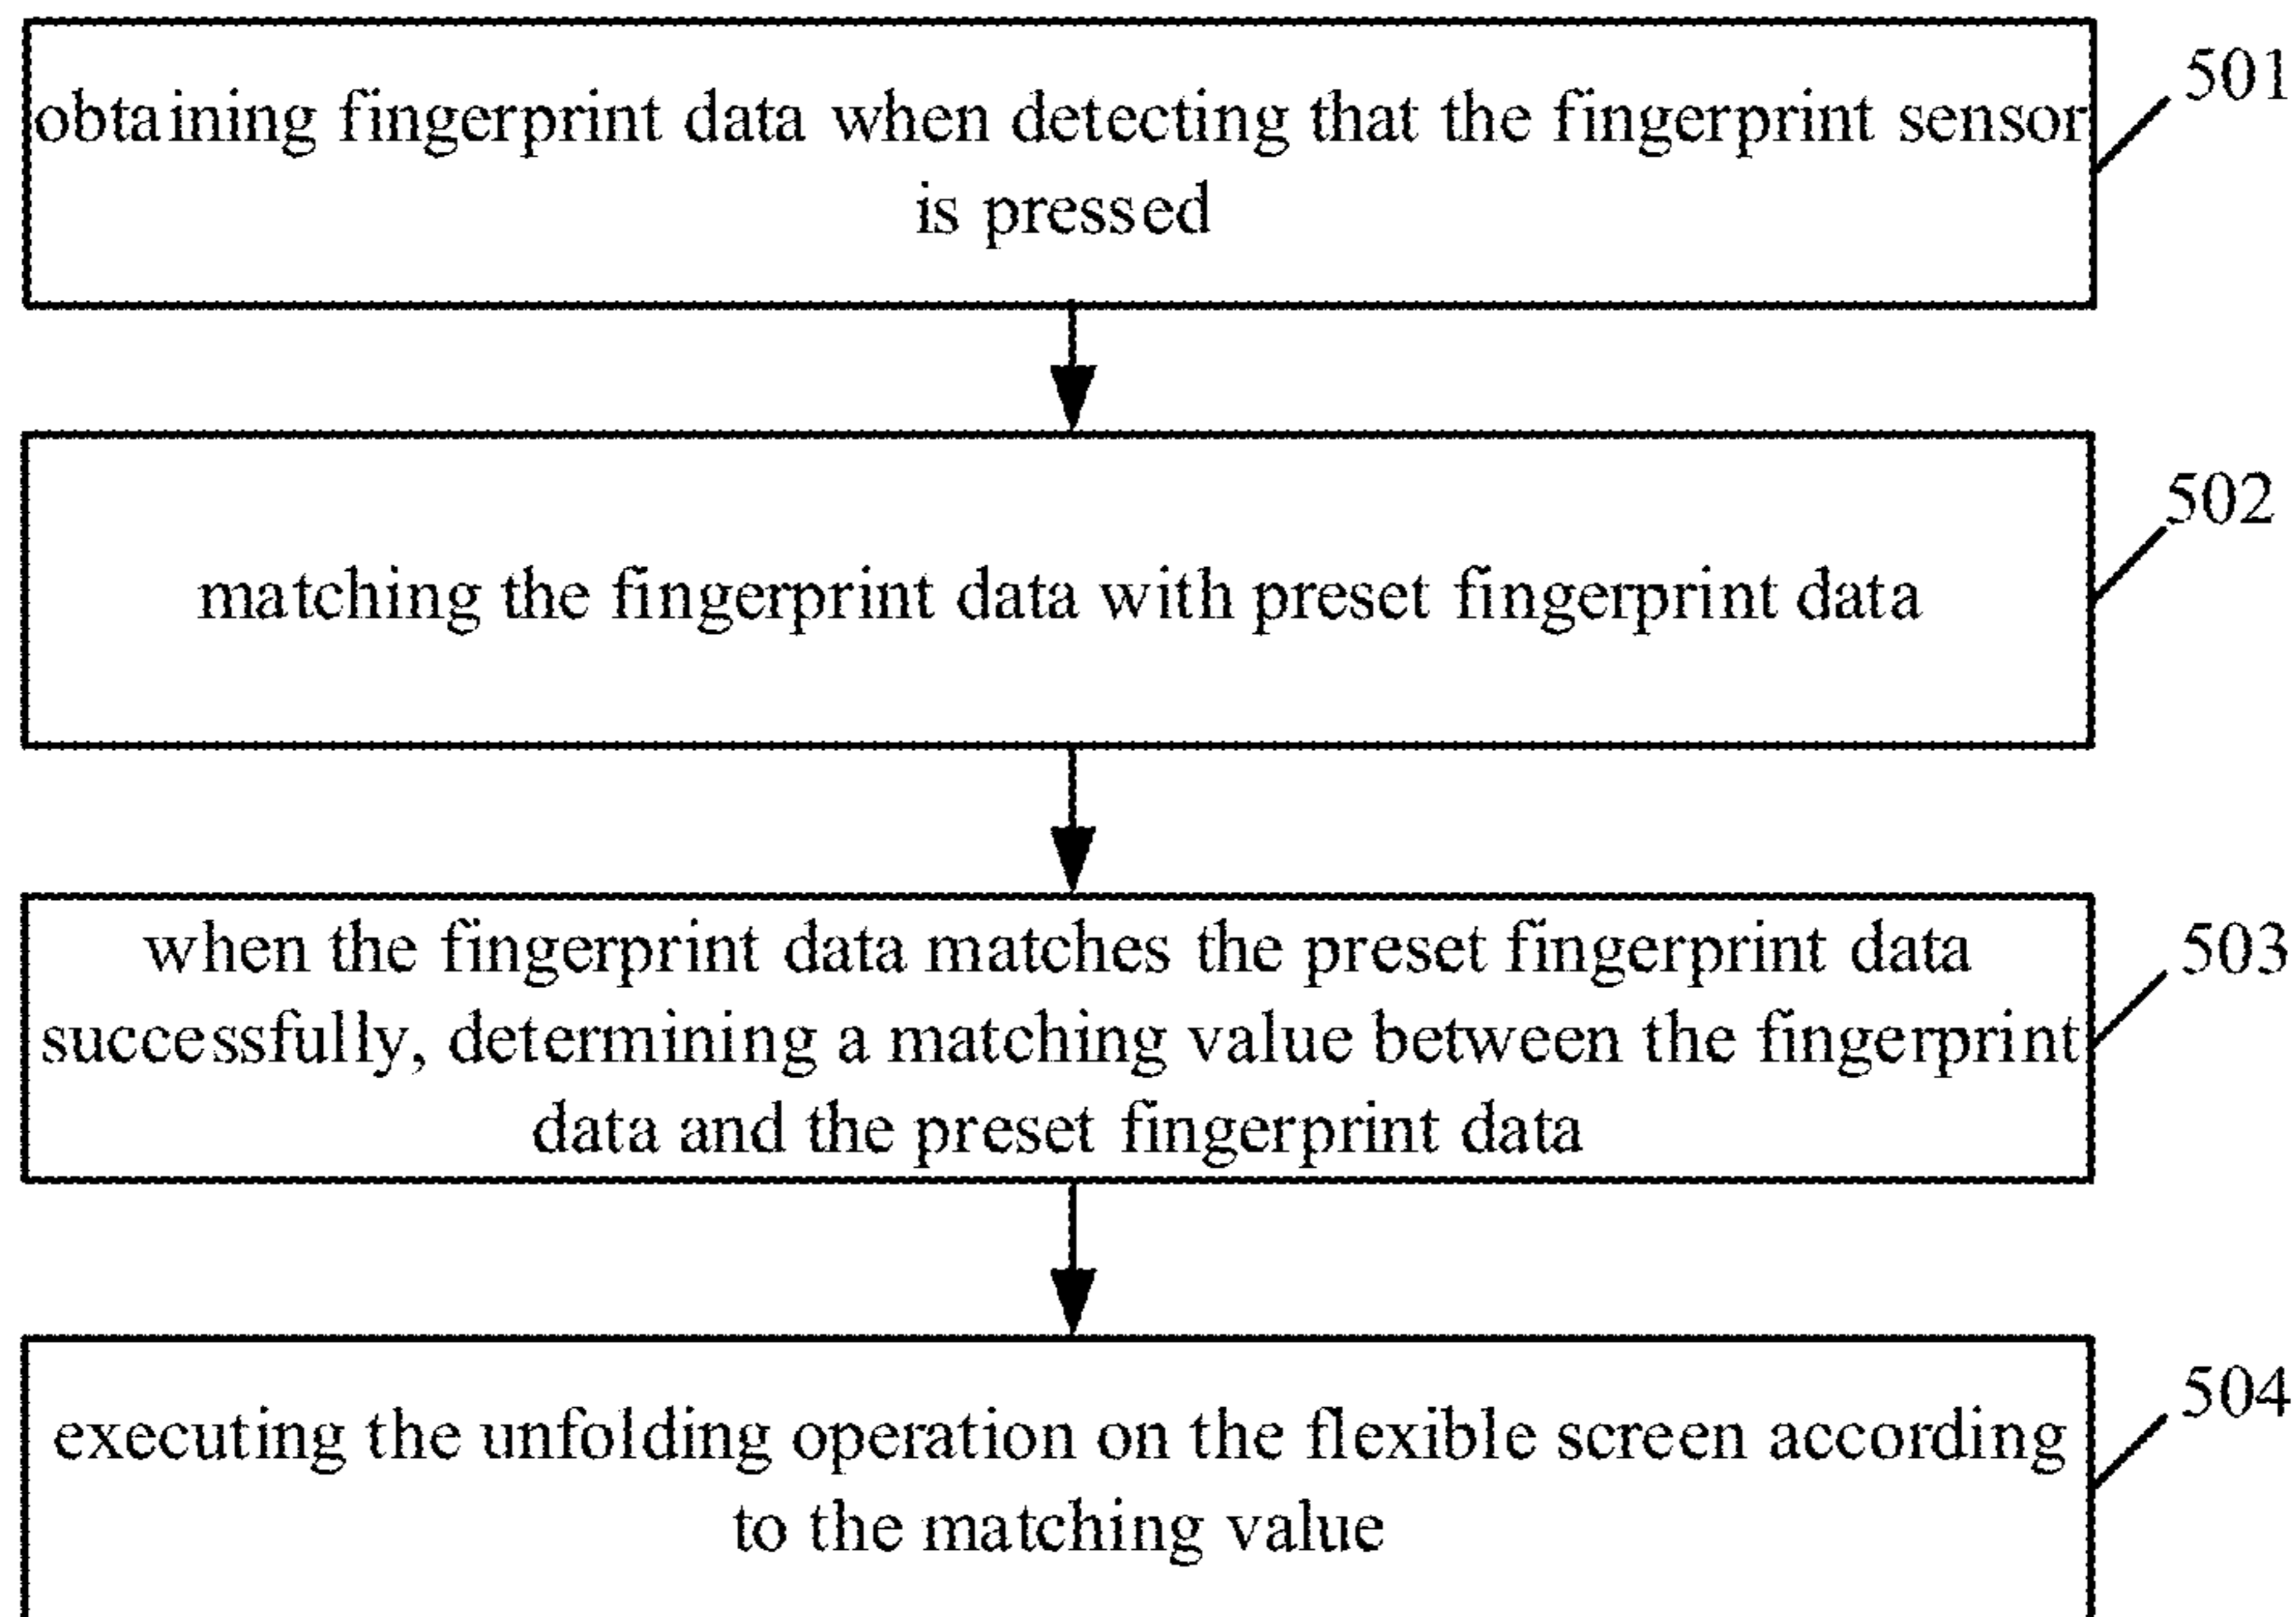 obtaining fingerprint data when detecting that the fingerprint sensor
is pressed
501
matching the fingerprint data with preset fingerprint data
502
when the fingerprint data matches the preset fingerprint data
successfully, determining a matching value between the fingerprint
data and the preset fingerprint data
503
executing the unfolding operation on the flexible screen according
to the matching value
504